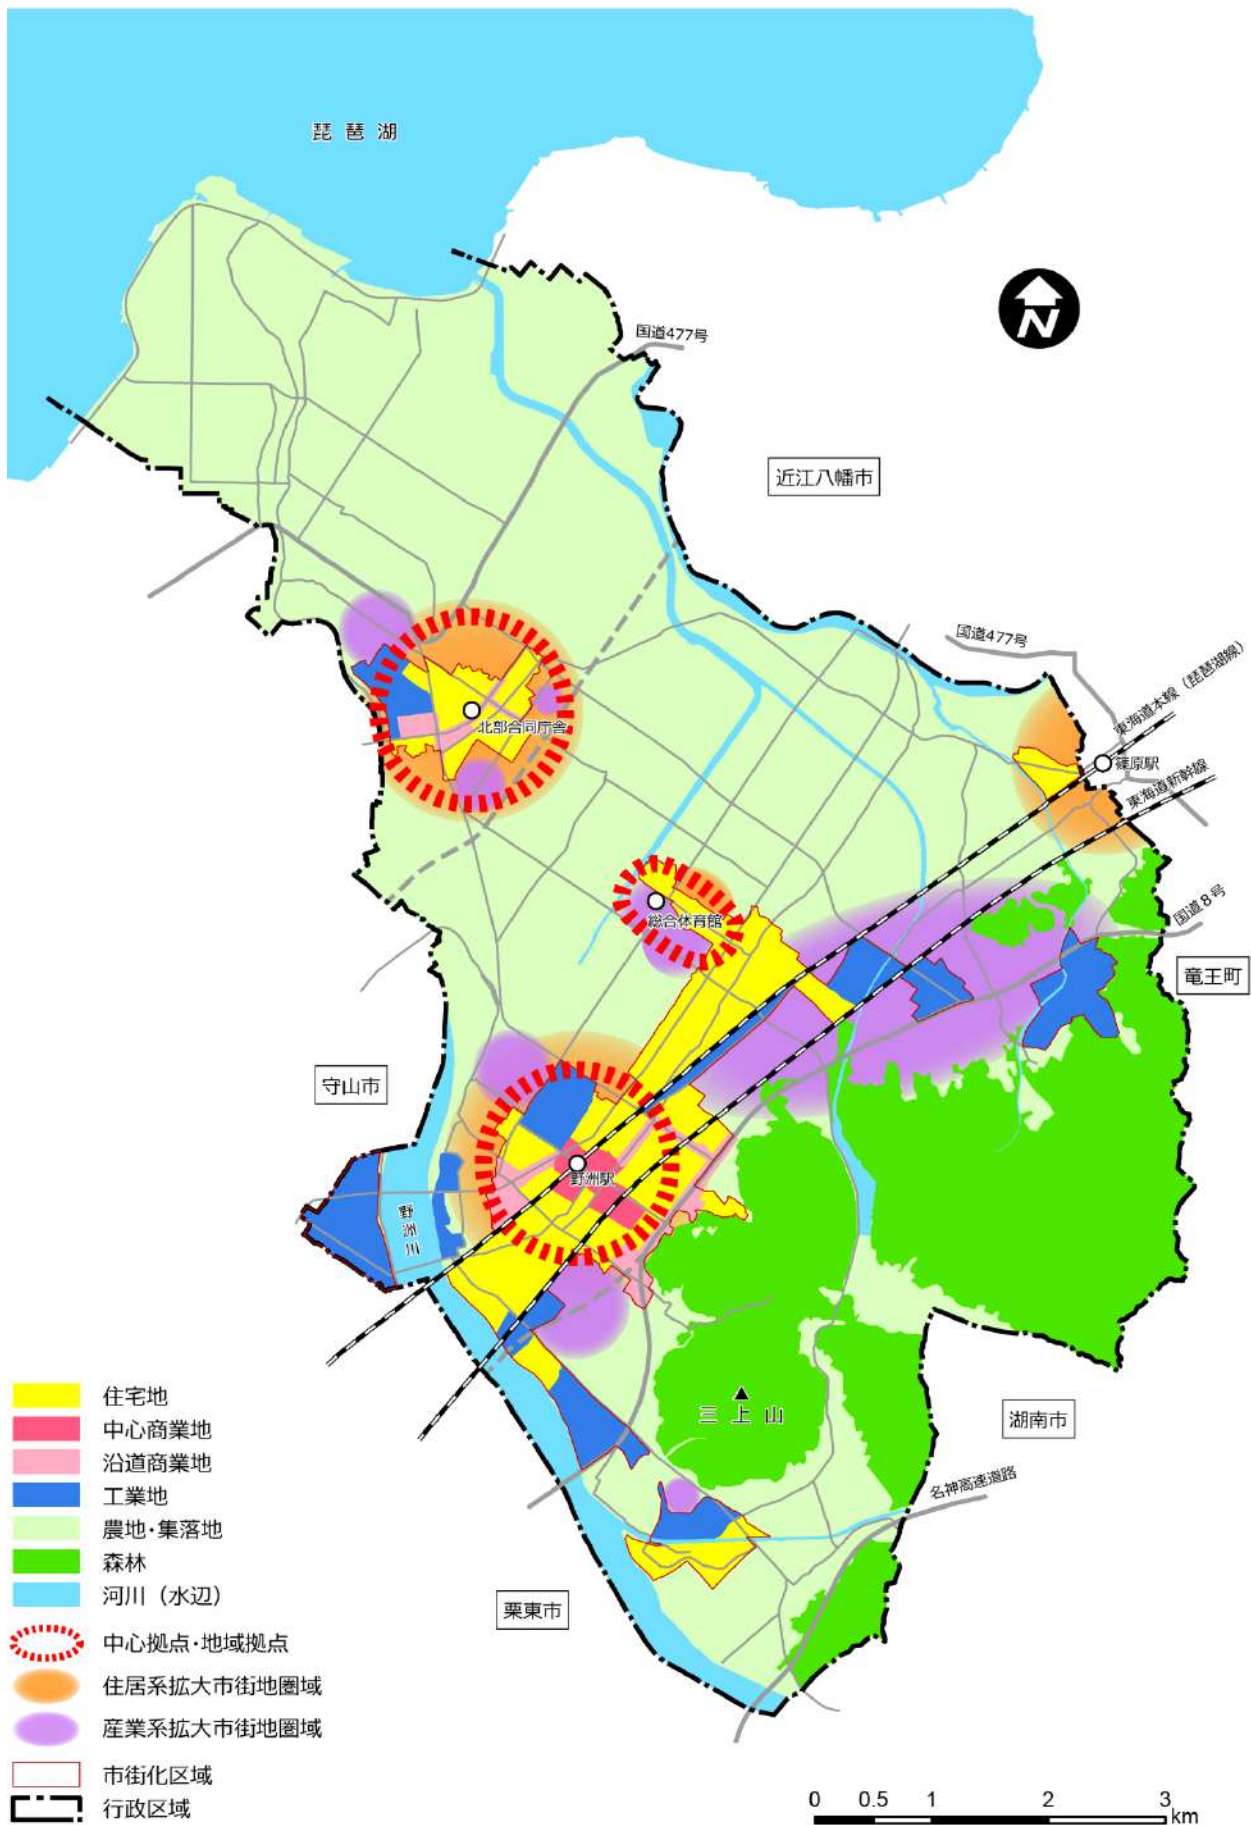 琵琶湖
N
国道477号
近江八幡市
国道477号
東海道本線（琵琶湖線）
篠原駅
東海道新幹線
北部合同庁舎
総合体育館
国道8号
竜王町
守山市
野洲駅
野洲川
三上山
湖南市
名神高速道路
栗東市
住宅地
中心商業地
沿道商業地
工業地
農地・集落地
森林
河川（水辺）
中心拠点・地域拠点
住居系拡大市街地圏域
産業系拡大市街地圏域
市街化区域
行政区域
0 0.5 1 2 3
km